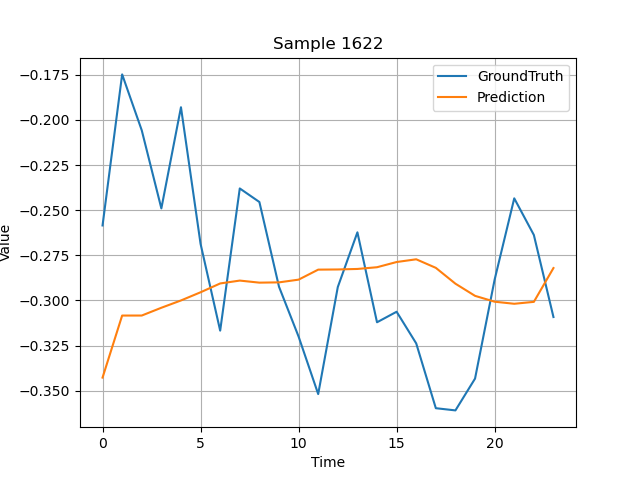 Sample 1622
GroundTruth
Prediction
−0.175
−0.200
−0.225
−0.250
−0.275
−0.300
−0.325
−0.350
Value
0 5 10 15 20
Time